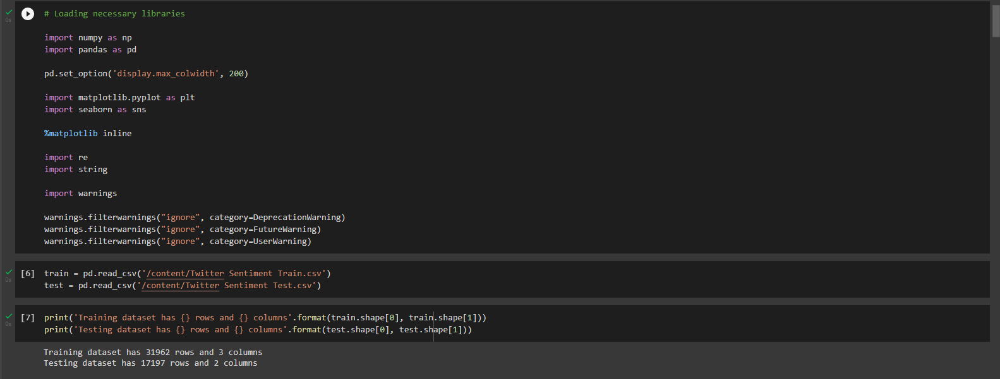 # Loading necessary libraries
0s
import numpy as np
import pandas as pd
pd.set_option('display.max_colwidth', 200)
import matplotlib.pyplot as plt
import seaborn as sns
%matplotlib inline
import re
import string
import warnings
warnings.filterwarnings("ignore", category=DeprecationWarning)
warnings.filterwarnings("ignore", category=FutureWarning)
warnings.filterwarnings("ignore", category=UserWarning)
[6] train = pd.read_csv('/content/Twitter Sentiment Train.csv')
0s test = pd.read_csv('/content/Twitter Sentiment Test.csv')
[7] print('Training dataset has {} rows and {} columns'.format(train.shape[0], train.shape[1]))
0s print('Testing dataset has {} rows and {} columns'.format(test.shape[0], test.shape[1]))
Training dataset has 31962 rows and 3 columns
Testing dataset has 17197 rows and 2 columns